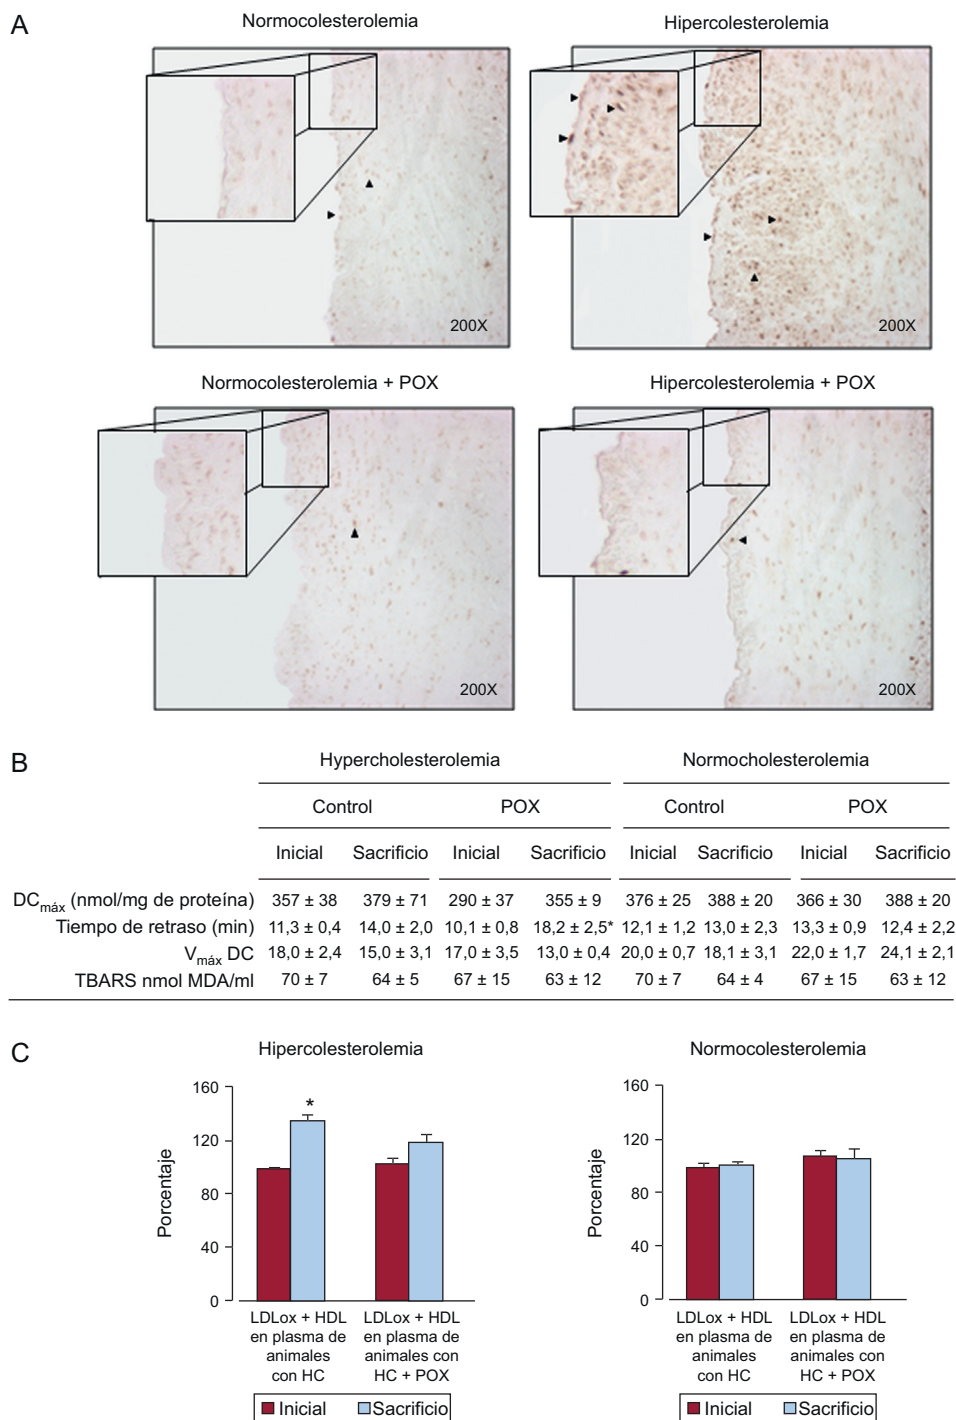 A
Normocolesterolemia
Hipercolesterolemia
200X
200X
Normocolesterolemia + POX
Hipercolesterolemia + POX
200X
200X
B
Hypercholesterolemia Normocholesterolemia
Control POX Control POX
Inicial Sacrificio Inicial Sacrificio Inicial Sacrificio Inicial Sacrificio
DCmáx (nmol/mg de proteína) 357 ± 38 379 ± 71 290 ± 37 355 ± 9 376 ± 25 388 ± 20 366 ± 30 388 ± 20
Tiempo de retraso (min) 11,3 ± 0,4 14,0 ± 2,0 10,1 ± 0,8 18,2 ± 2,5* 12,1 ± 1,2 13,0 ± 2,3 13,3 ± 0,9 12,4 ± 2,2
Vmáx DC 18,0 ± 2,4 15,0 ± 3,1 17,0 ± 3,5 13,0 ± 0,4 20,0 ± 0,7 18,1 ± 3,1 22,0 ± 1,7 24,1 ± 2,1
TBARS nmol MDA/ml 70 ± 7 64 ± 5 67 ± 15 63 ± 12 70 ± 7 64 ± 4 67 ± 15 63 ± 12
C
Hipercolesterolemia
Porcentaje
160
120
80
40
0
*
LDLox + HDL
en plasma de
animales
con HC
LDLox + HDL
en plasma de
animales con
HC + POX
Inicial Sacrificio
Normocolesterolemia
Porcentaje
160
120
80
40
0
LDLox + HDL
en plasma de
animales
con HC
LDLox + HDL
en plasma de
animales con
HC + POX
Inicial Sacrificio